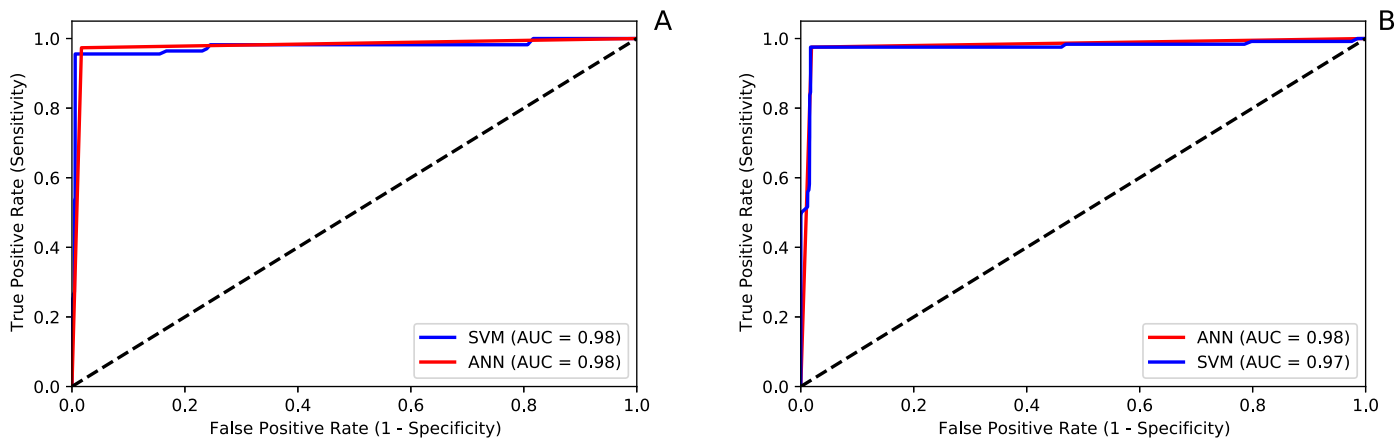 A
True Positive Rate (Sensitivity)
1.0
0.8
0.6
0.4
0.2
0.0
SVM (AUC = 0.98)
ANN (AUC = 0.98)
0.0 0.2 0.4 0.6 0.8 1.0
False Positive Rate (1 - Specificity)
B
True Positive Rate (Sensitivity)
1.0
0.8
0.6
0.4
0.2
0.0
ANN (AUC = 0.98)
SVM (AUC = 0.97)
0.0 0.2 0.4 0.6 0.8 1.0
False Positive Rate (1 - Specificity)